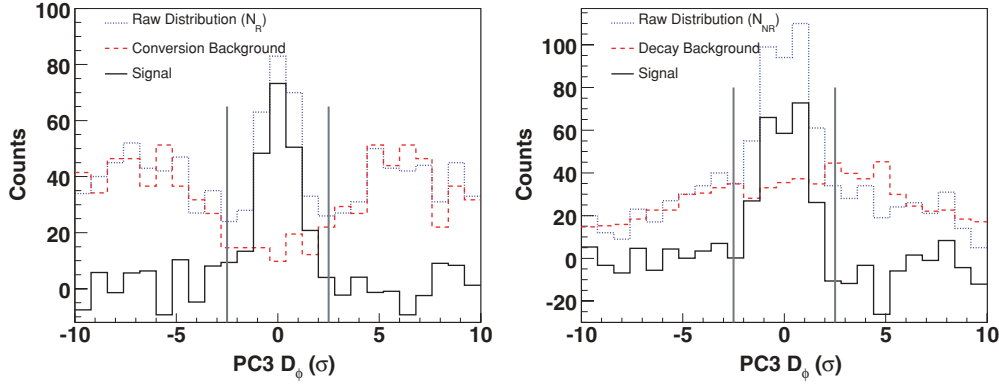 Raw Distribution (N_R)
Conversion Background
Signal
Counts
100
80
60
40
20
0
-10
-5
0
5
10
PC3 D_ϕ (σ)
Raw Distribution (N_NR)
Decay Background
Signal
Counts
100
80
60
40
20
0
-20
-10
-5
0
5
10
PC3 D_ϕ (σ)